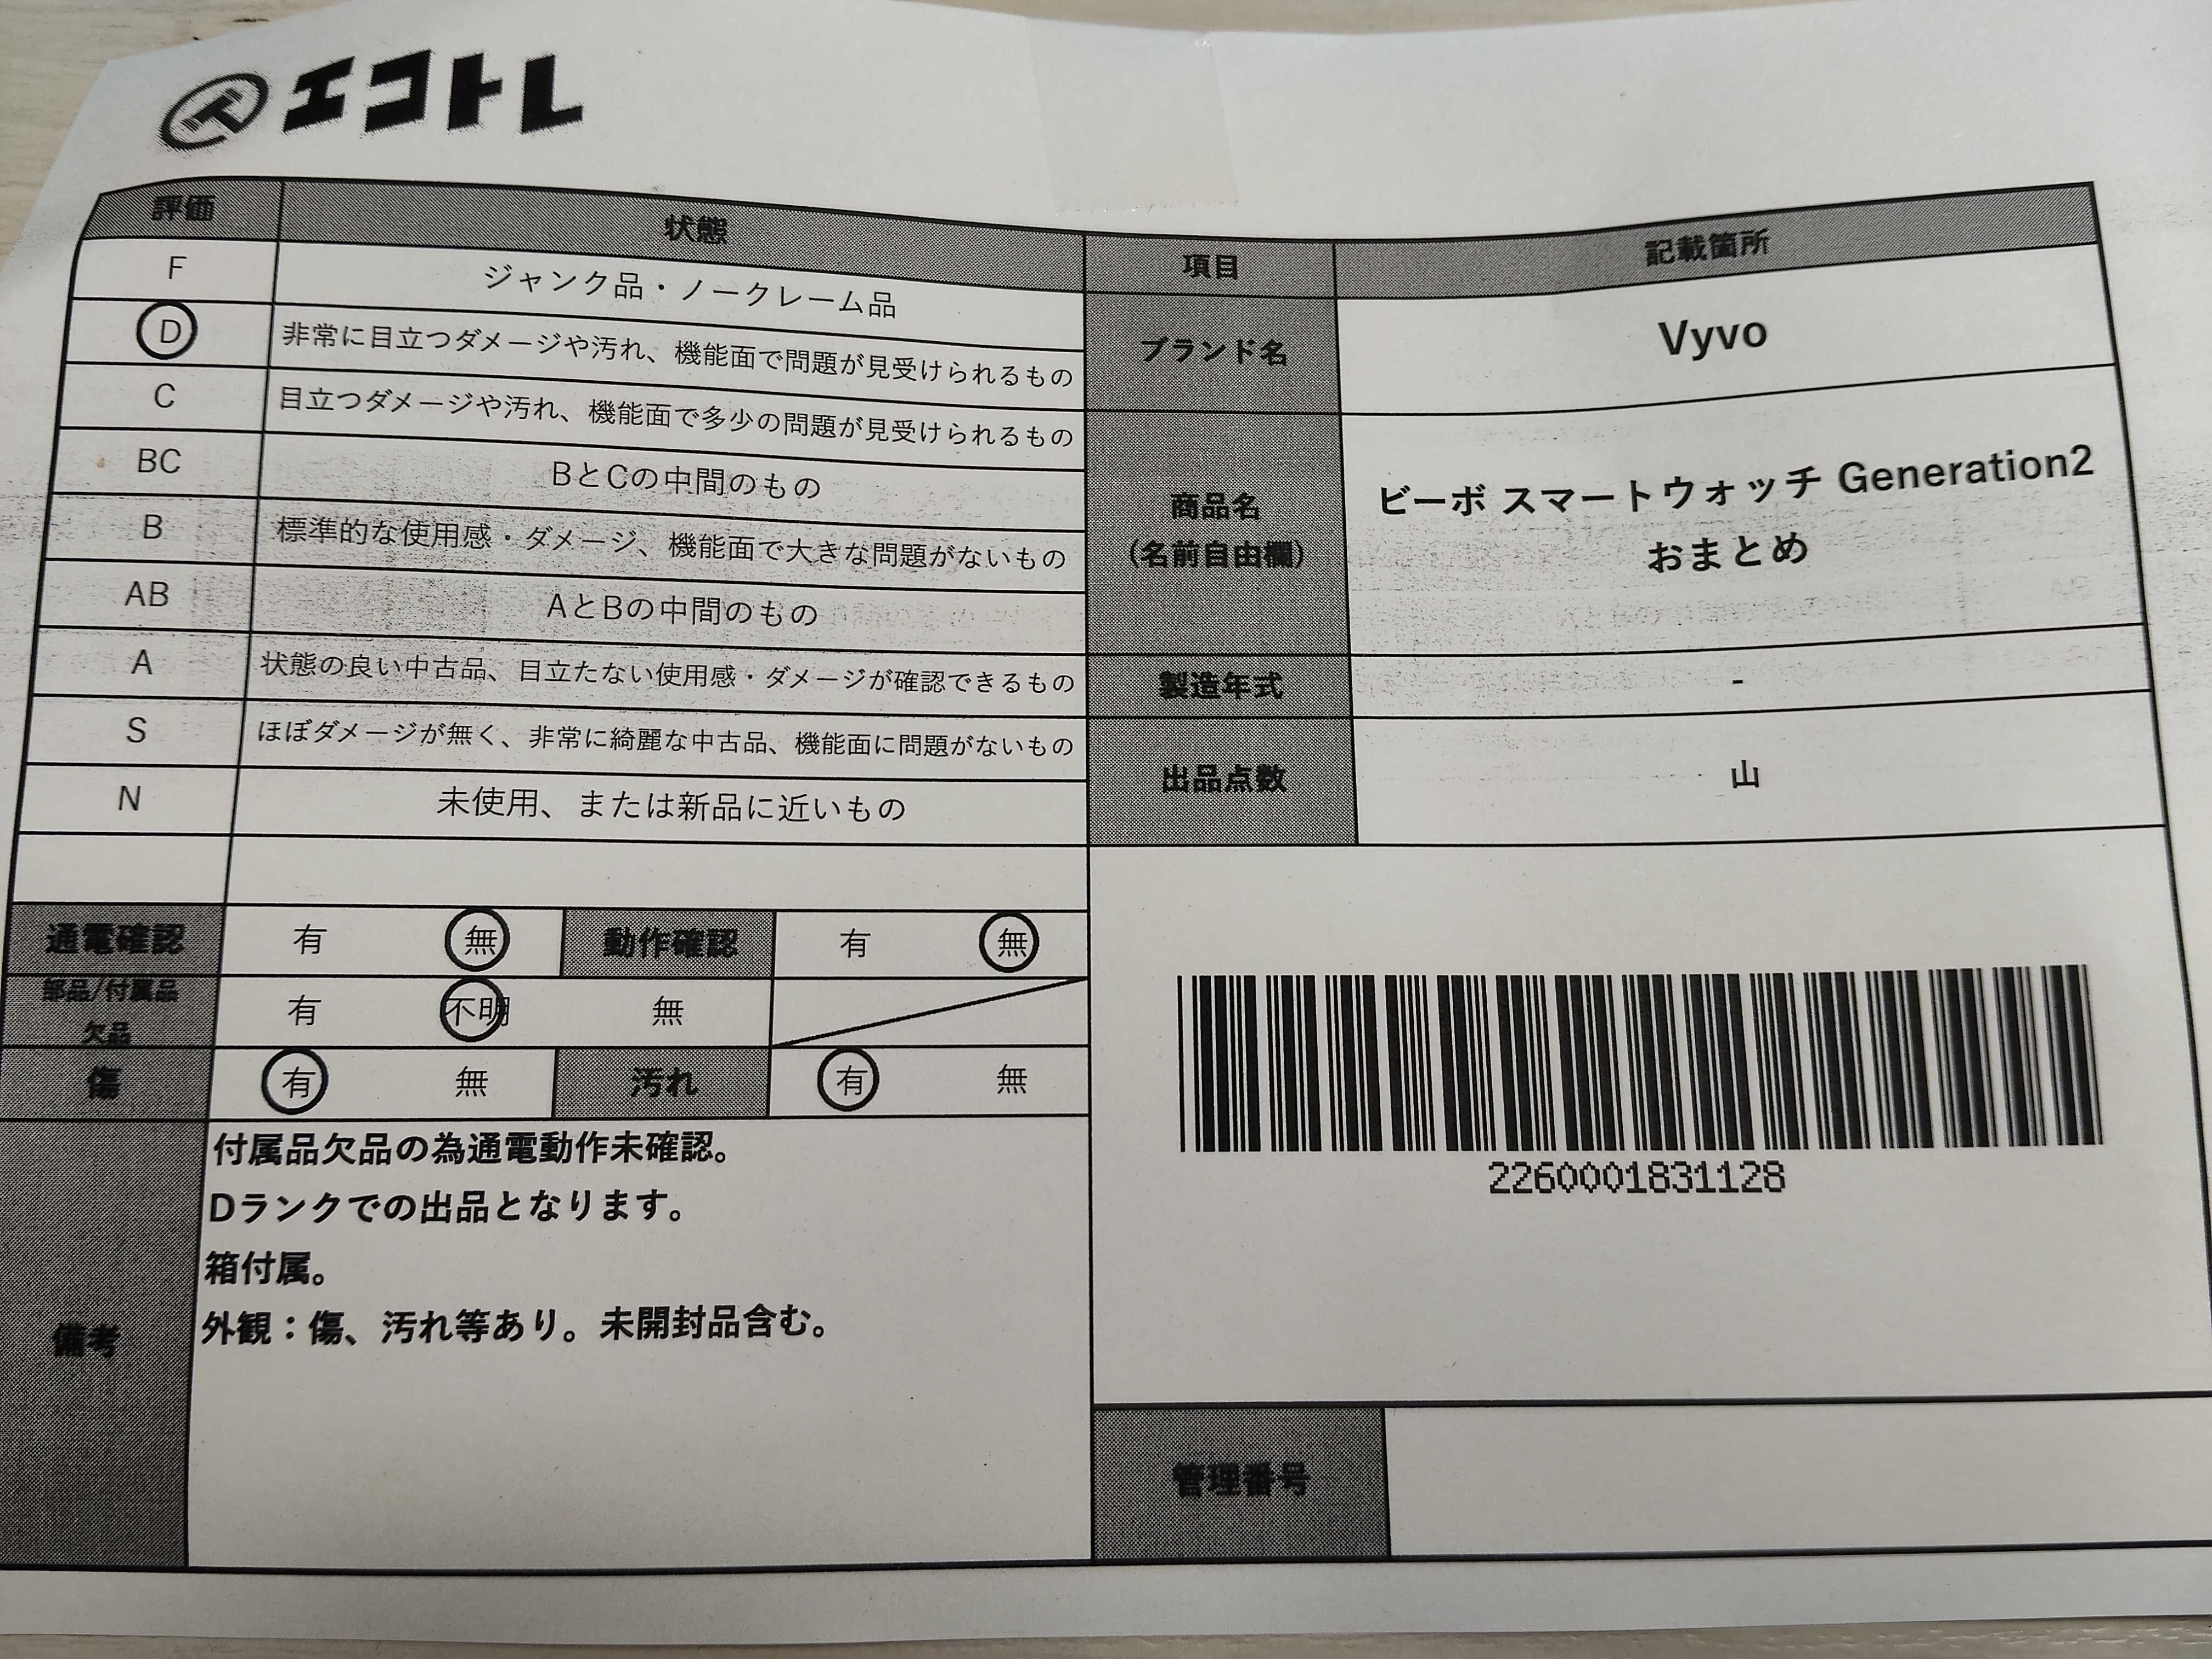 エコトレ
評価 状態
F ジャンク品・ノークレーム品
D 非常に目立つダメージや汚れ、機能面で問題が見受けられるもの
C 目立つダメージや汚れ、機能面で多少の問題が見受けられるもの
BC BとCの中間のもの
B 標準的な使用感・ダメージ、機能面で大きな問題がないもの
AB AとBの中間のもの
A 状態の良い中古品、目立たない使用感・ダメージが確認できるもの
S ほぼダメージが無く、非常に綺麗な中古品、機能面に問題がないもの
N 未使用、または新品に近いもの
通電確認 有 無 動作確認 有 無
部品/付属品
欠品 有 不明 無
傷 有 無 汚れ 有 無
備考
付属品欠品の為通電動作未確認。
Dランクでの出品となります。
箱付属。
外観：傷、汚れ等あり。未開封品含む。
項目 記載箇所
ブランド名 Vyvo
商品名
(名前自由欄)
ビーボ スマートウォッチ Generation2
おまとめ
製造年式 -
出品点数 山
2260001831128
管理番号